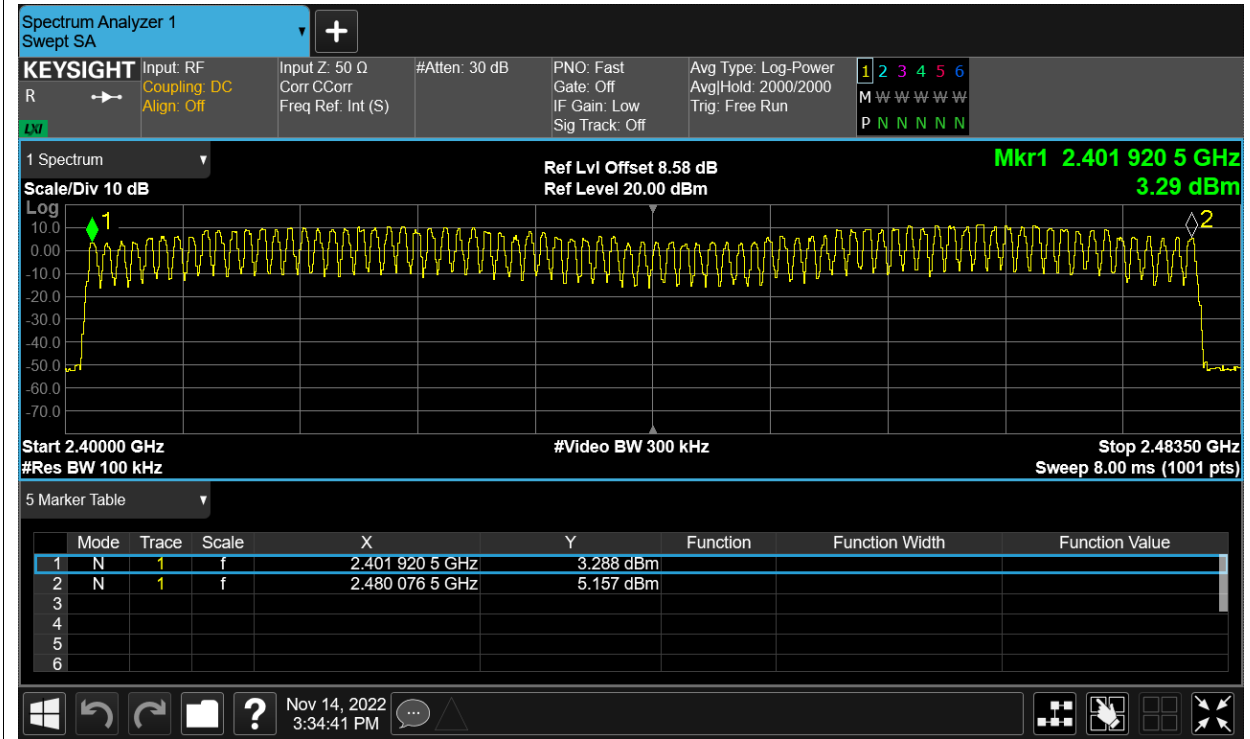 Spectrum Analyzer 1
Swept SA
+
KEYSIGHT
R
LXI
Input: RF
Coupling: DC
Align: Off
Input Z: 50 Ω
Corr CCorr
Freq Ref: Int (S)
#Atten: 30 dB
PNO: Fast
Gate: Off
IF Gain: Low
Sig Track: Off
Avg Type: Log-Power
Avg|Hold: 2000/2000
Trig: Free Run
1 2 3 4 5 6
M W W W W W
P N N N N N
1 Spectrum
Scale/Div 10 dB
Ref Lvl Offset 8.58 dB
Ref Level 20.00 dBm
Mkr1 2.401 920 5 GHz
3.29 dBm
Log
10.0
0.00
-10.0
-20.0
-30.0
-40.0
-50.0
-60.0
-70.0
1
2
Start 2.40000 GHz
#Res BW 100 kHz
#Video BW 300 kHz
Stop 2.48350 GHz
Sweep 8.00 ms (1001 pts)
5 Marker Table
Mode Trace Scale X Y Function Function Width Function Value
1 N 1 f 2.401 920 5 GHz 3.288 dBm
2 N 1 f 2.480 076 5 GHz 5.157 dBm
3
4
5
6
?
Nov 14, 2022
3:34:41 PM